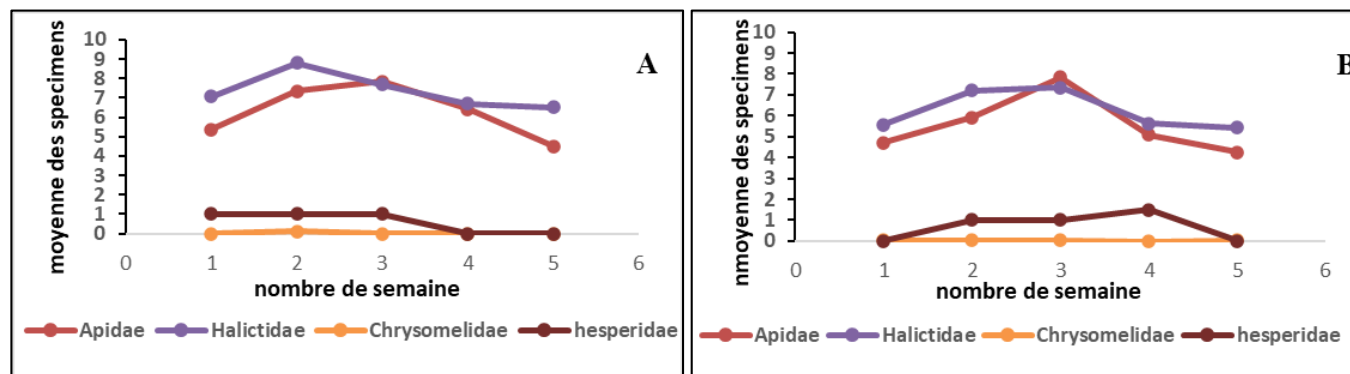 moyenne des specimens
10
9
8
7
6
5
4
3
2
1
0
0 1 2 3 4 5 6
nombre de semaine
A
Apidae Halictidae Chrysomelidae hesperidae
nmoyenne des specimens
10
9
8
7
6
5
4
3
2
1
0
0 1 2 3 4 5 6
nombre de semaine
B
Apidae Halictidae Chrysomelidae hesperidae